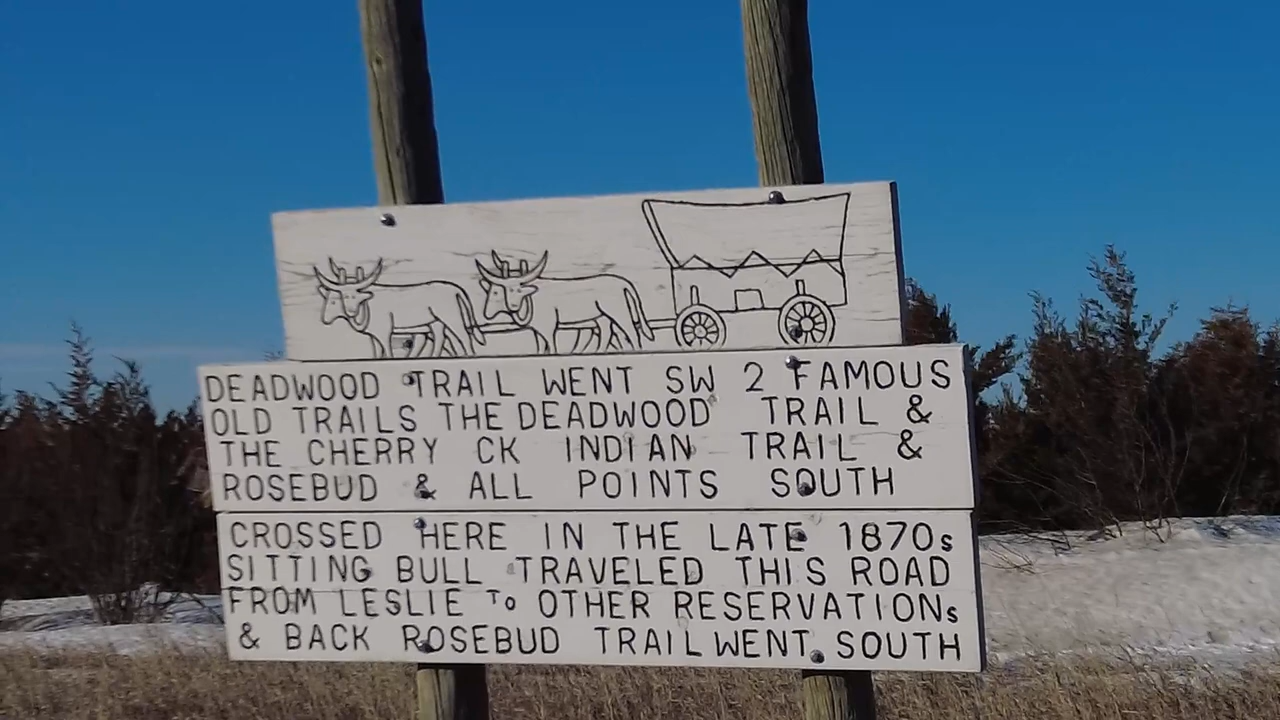 DEADWOOD TRAIL WENT SW 2 FAMOUS
OLD TRAILS THE DEADWOOD TRAIL &
THE CHERRY CK INDIAN TRAIL &
ROSEBUD & ALL POINTS SOUTH
CROSSED HERE IN THE LATE 1870s
SITTING BULL TRAVELED THIS ROAD
FROM LESLIE To OTHER RESERVATIONs
& BACK ROSEBUD TRAIL WENT SOUTH